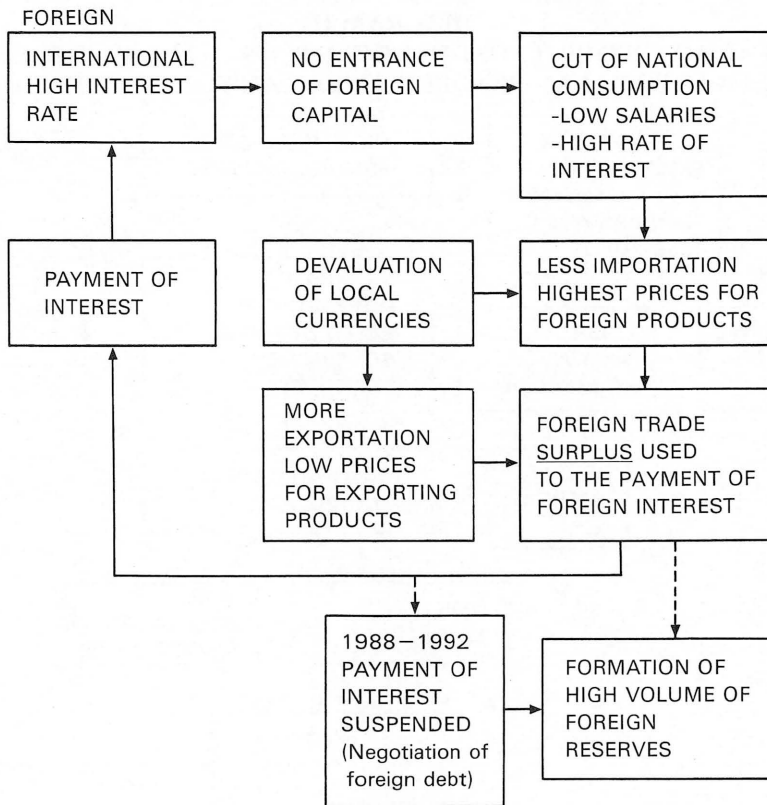 FOREIGN
INTERNATIONAL
HIGH INTEREST
RATE
NO ENTRANCE
OF FOREIGN
CAPITAL
CUT OF NATIONAL
CONSUMPTION
-LOW SALARIES
-HIGH RATE OF
INTEREST
PAYMENT OF
INTEREST
DEVALUATION
OF LOCAL
CURRENCIES
LESS IMPORTATION
HIGHEST PRICES FOR
FOREIGN PRODUCTS
MORE
EXPORTATION
LOW PRICES
FOR EXPORTING
PRODUCTS
FOREIGN TRADE
SURPLUS USED
TO THE PAYMENT OF
FOREIGN INTEREST
1988–1992
PAYMENT OF
INTEREST
SUSPENDED
(Negotiation of
foreign debt)
FORMATION OF
HIGH VOLUME OF
FOREIGN
RESERVES